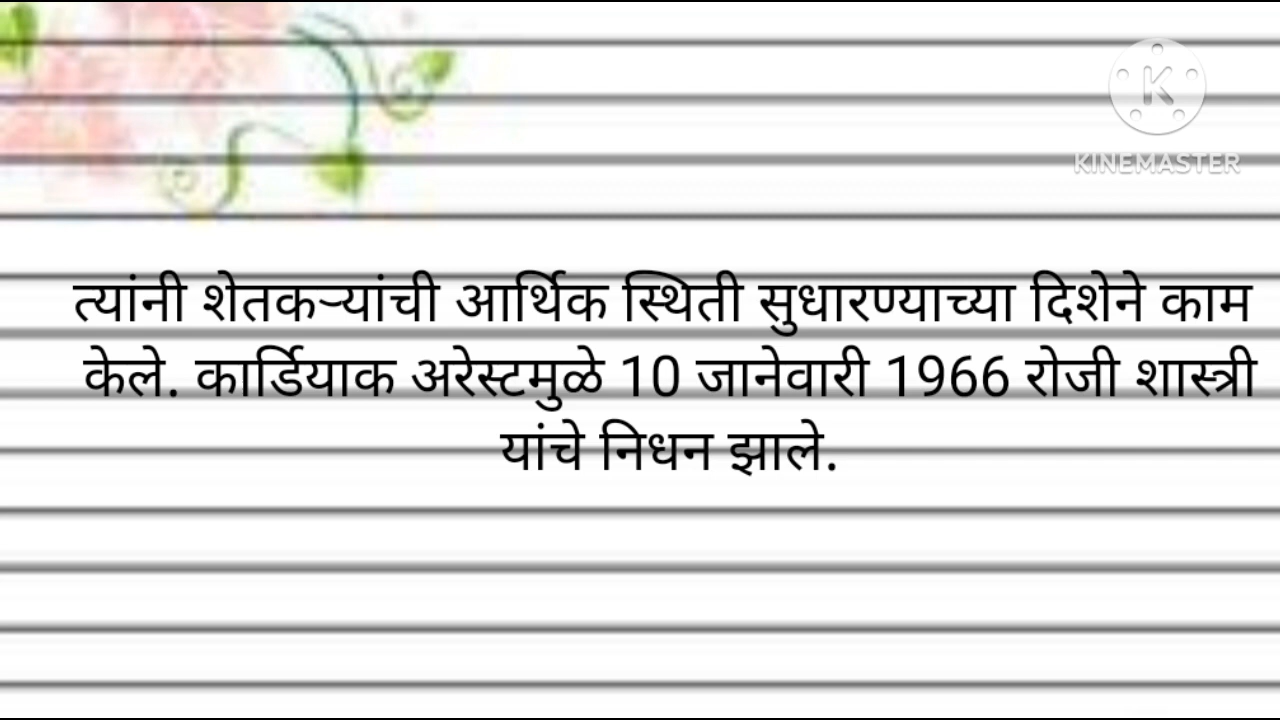 KINEMASTER
त्यांनी शेतकऱ्यांची आर्थिक स्थिती सुधारण्याच्या दिशेने काम
केले. कार्डियाक अरेस्टमुळे 10 जानेवारी 1966 रोजी शास्त्री
यांचे निधन झाले.